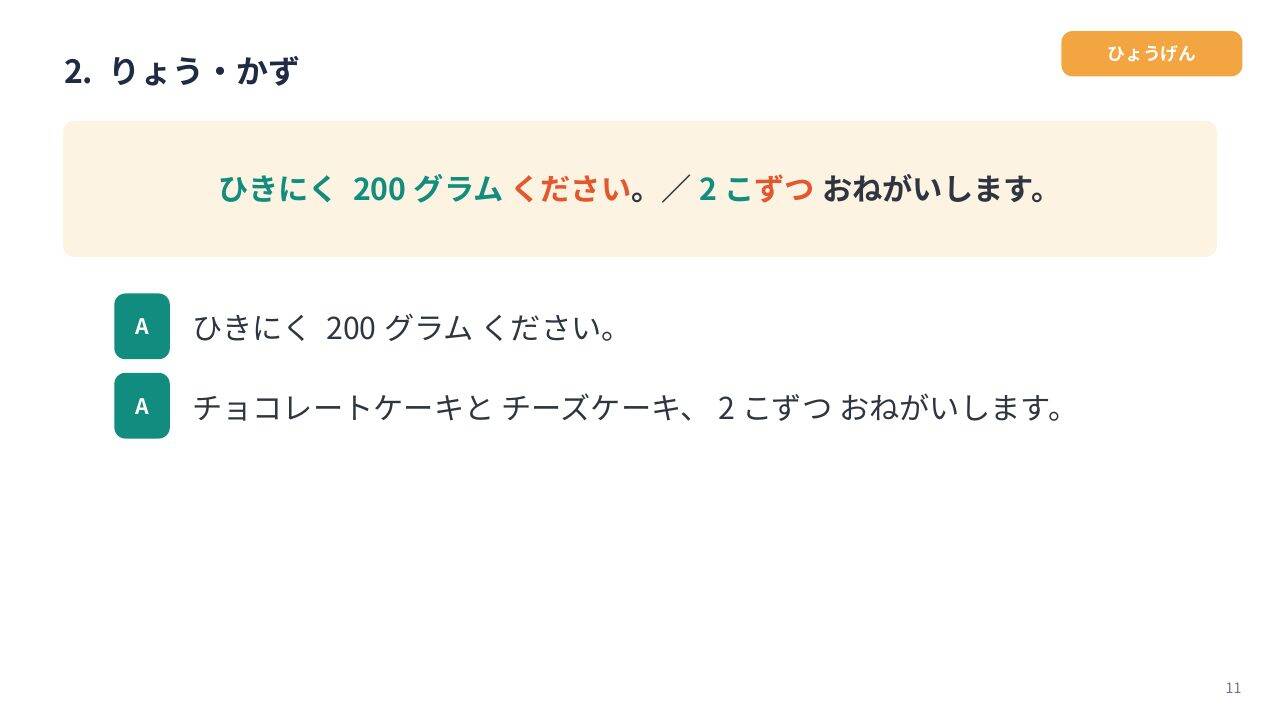 2. りょう・かず
ひょうげん
ひきにく 200 グラム ください。／ 2 こずつ おねがいします。
A ひきにく 200 グラム ください。
A チョコレートケーキと チーズケーキ、 2 こずつ おねがいします。
11